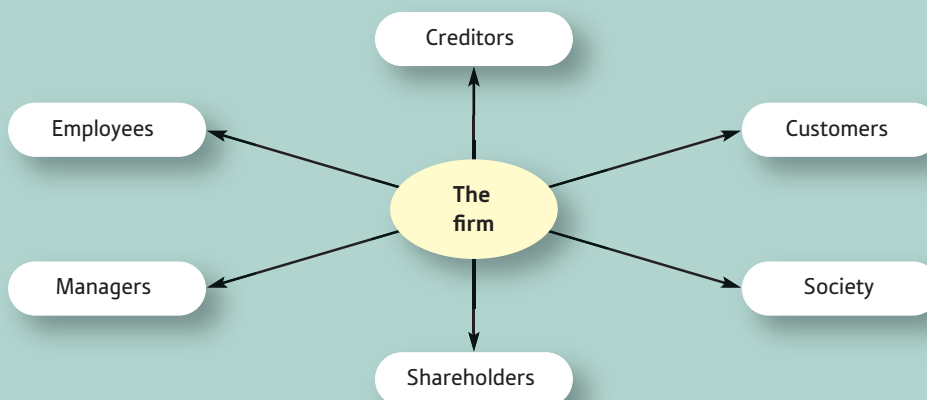 Creditors
Employees
Customers
The
firm
Managers
Society
Shareholders